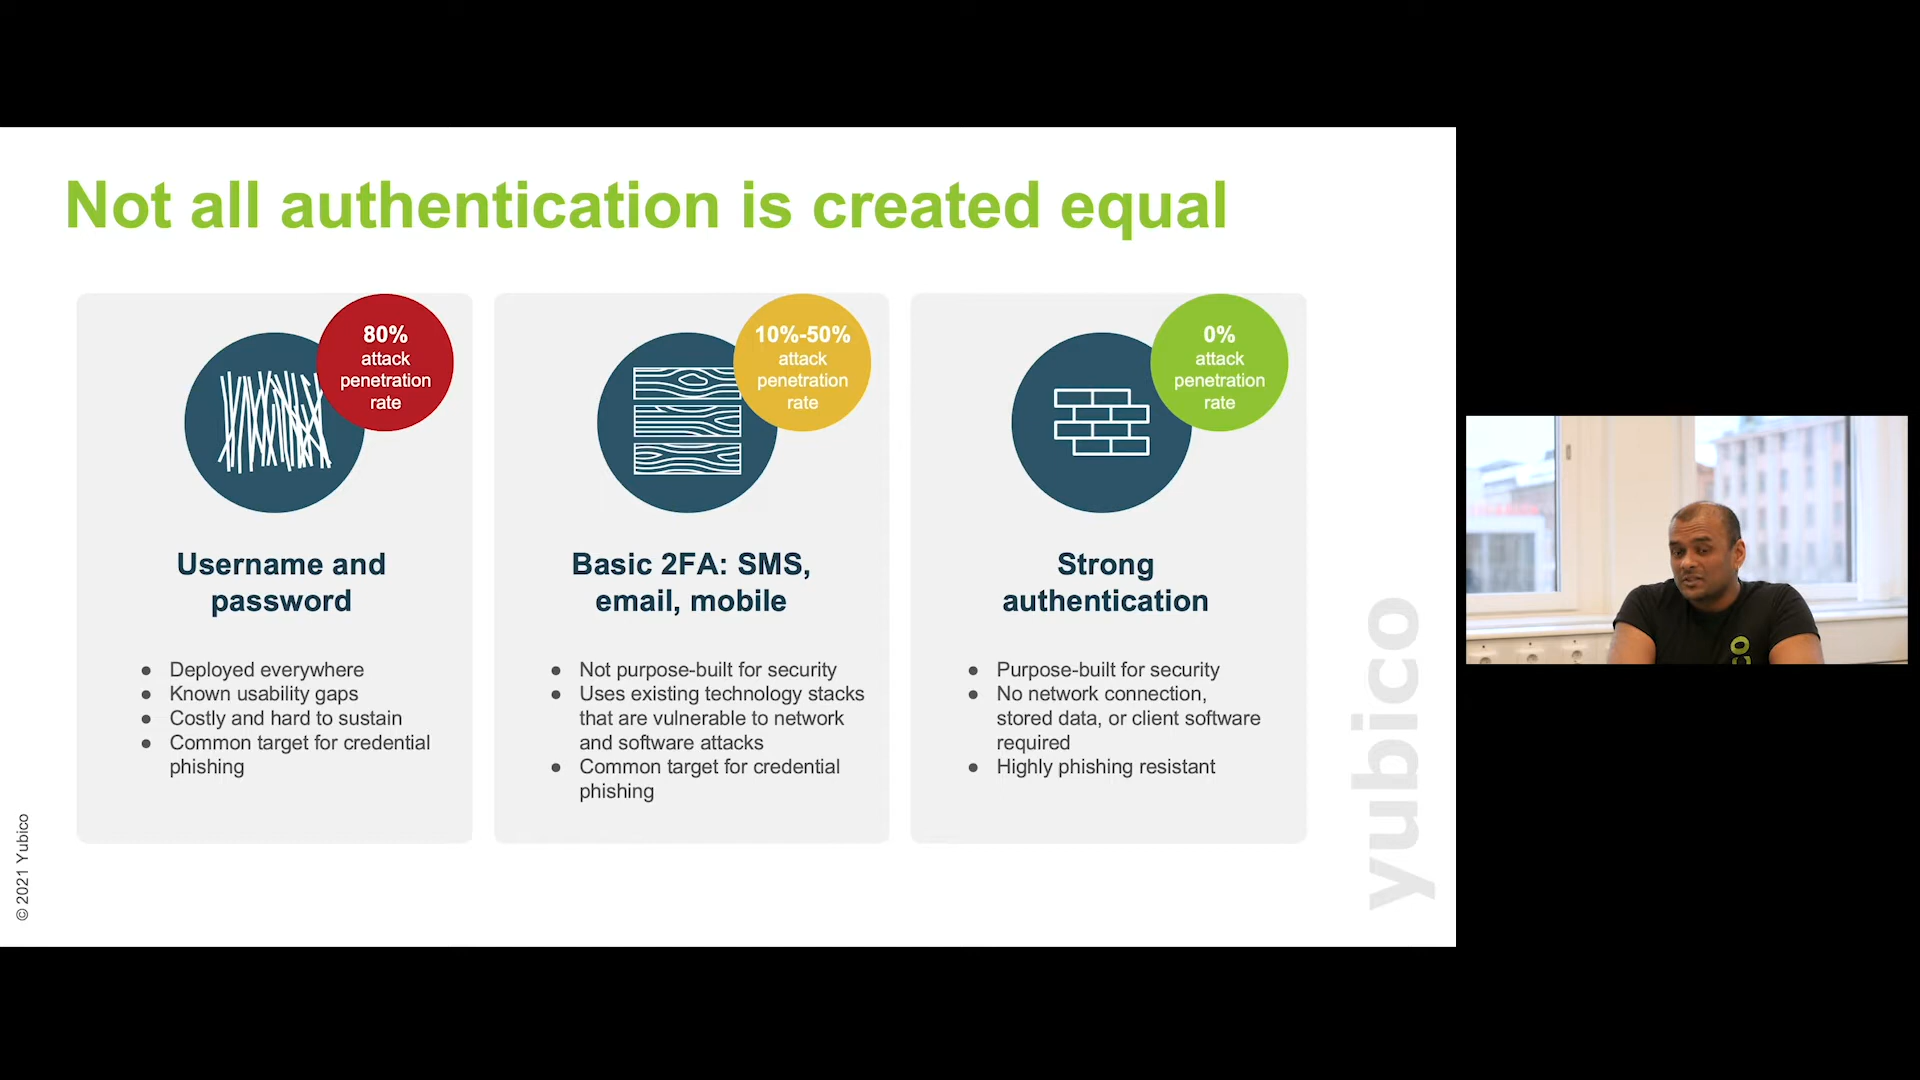 Not all authentication is created equal
80%
attack
penetration
rate
Username and
password
● Deployed everywhere
● Known usability gaps
● Costly and hard to sustain
● Common target for credential
phishing
10%-50%
attack
penetration
rate
Basic 2FA: SMS,
email, mobile
● Not purpose-built for security
● Uses existing technology stacks
that are vulnerable to network
and software attacks
● Common target for credential
phishing
0%
attack
penetration
rate
Strong
authentication
● Purpose-built for security
● No network connection,
stored data, or client software
required
● Highly phishing resistant
© 2021 Yubico
yubico
co